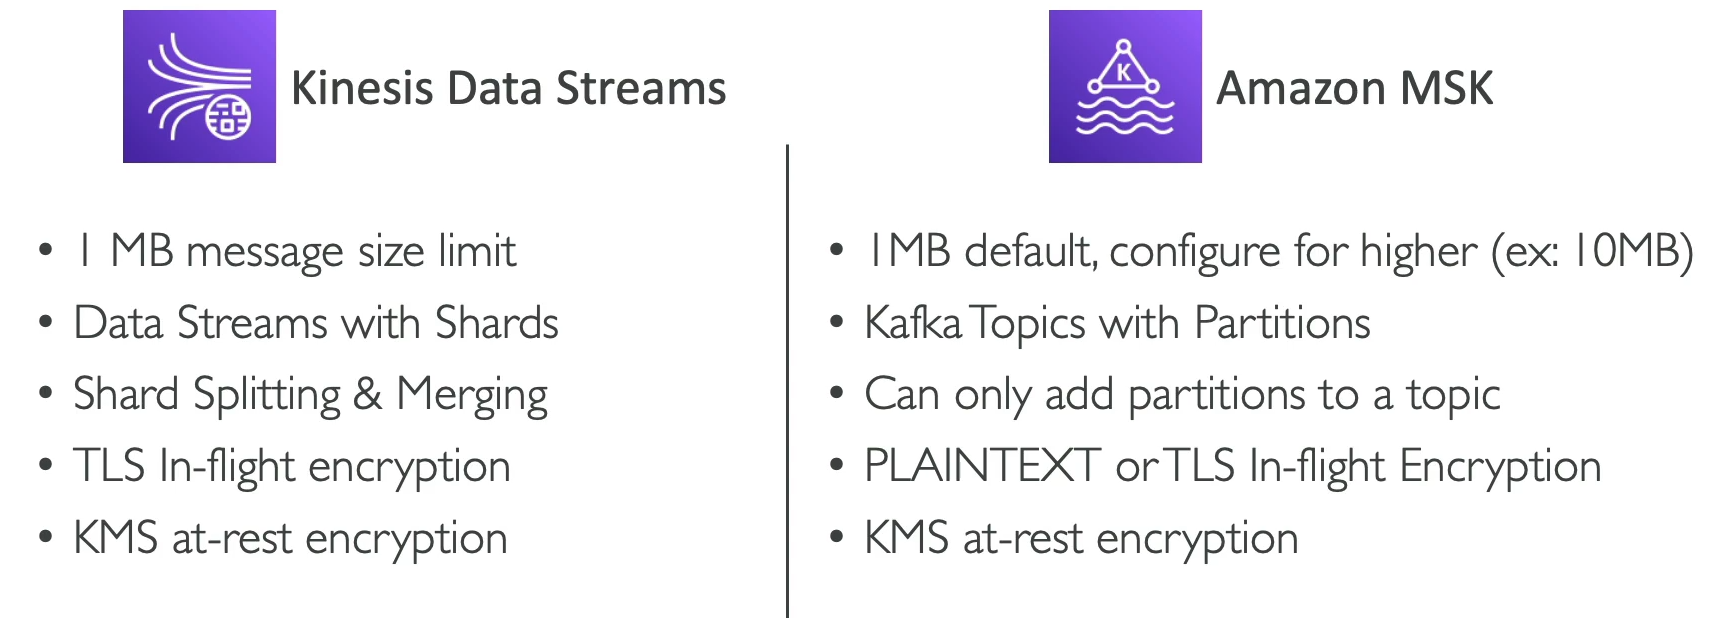 Kinesis Data Streams
• 1 MB message size limit
• Data Streams with Shards
• Shard Splitting & Merging
• TLS In-flight encryption
• KMS at-rest encryption
K
Amazon MSK
• 1MB default, configure for higher (ex: 10MB)
• Kafka Topics with Partitions
• Can only add partitions to a topic
• PLAINTEXT or TLS In-flight Encryption
• KMS at-rest encryption